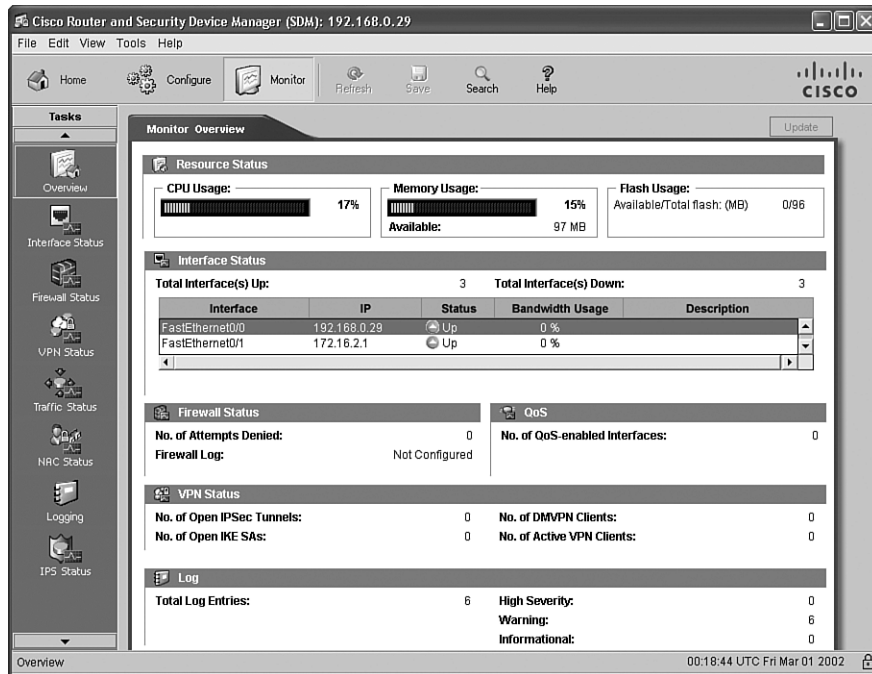 Cisco Router and Security Device Manager (SDM): 192.168.0.29
File Edit View Tools Help
Home Configure Monitor Refresh Save Search Help
CISCO
Tasks
Overview
Interface Status
Firewall Status
VPN Status
Traffic Status
NAC Status
Logging
IPS Status
Monitor Overview Update
Resource Status
CPU Usage: Memory Usage: Flash Usage:
17% 15% Available/Total flash: (MB) 0/96
Available: 97 MB
Interface Status
Total Interface(s) Up: 3 Total Interface(s) Down: 3
Interface IP Status Bandwidth Usage Description
FastEthernet0/0 192.168.0.29 Up 0 %
FastEthernet0/1 172.16.2.1 Up 0 %
Firewall Status QoS
No. of Attempts Denied: 0 No. of QoS-enabled Interfaces: 0
Firewall Log: Not Configured
VPN Status
No. of Open IPSec Tunnels: 0 No. of DMVPN Clients: 0
No. of Open IKE SAs: 0 No. of Active VPN Clients: 0
Log
Total Log Entries: 6 High Severity: 0
Warning: 6
Informational: 0
Overview 00:18:44 UTC Fri Mar 01 2002